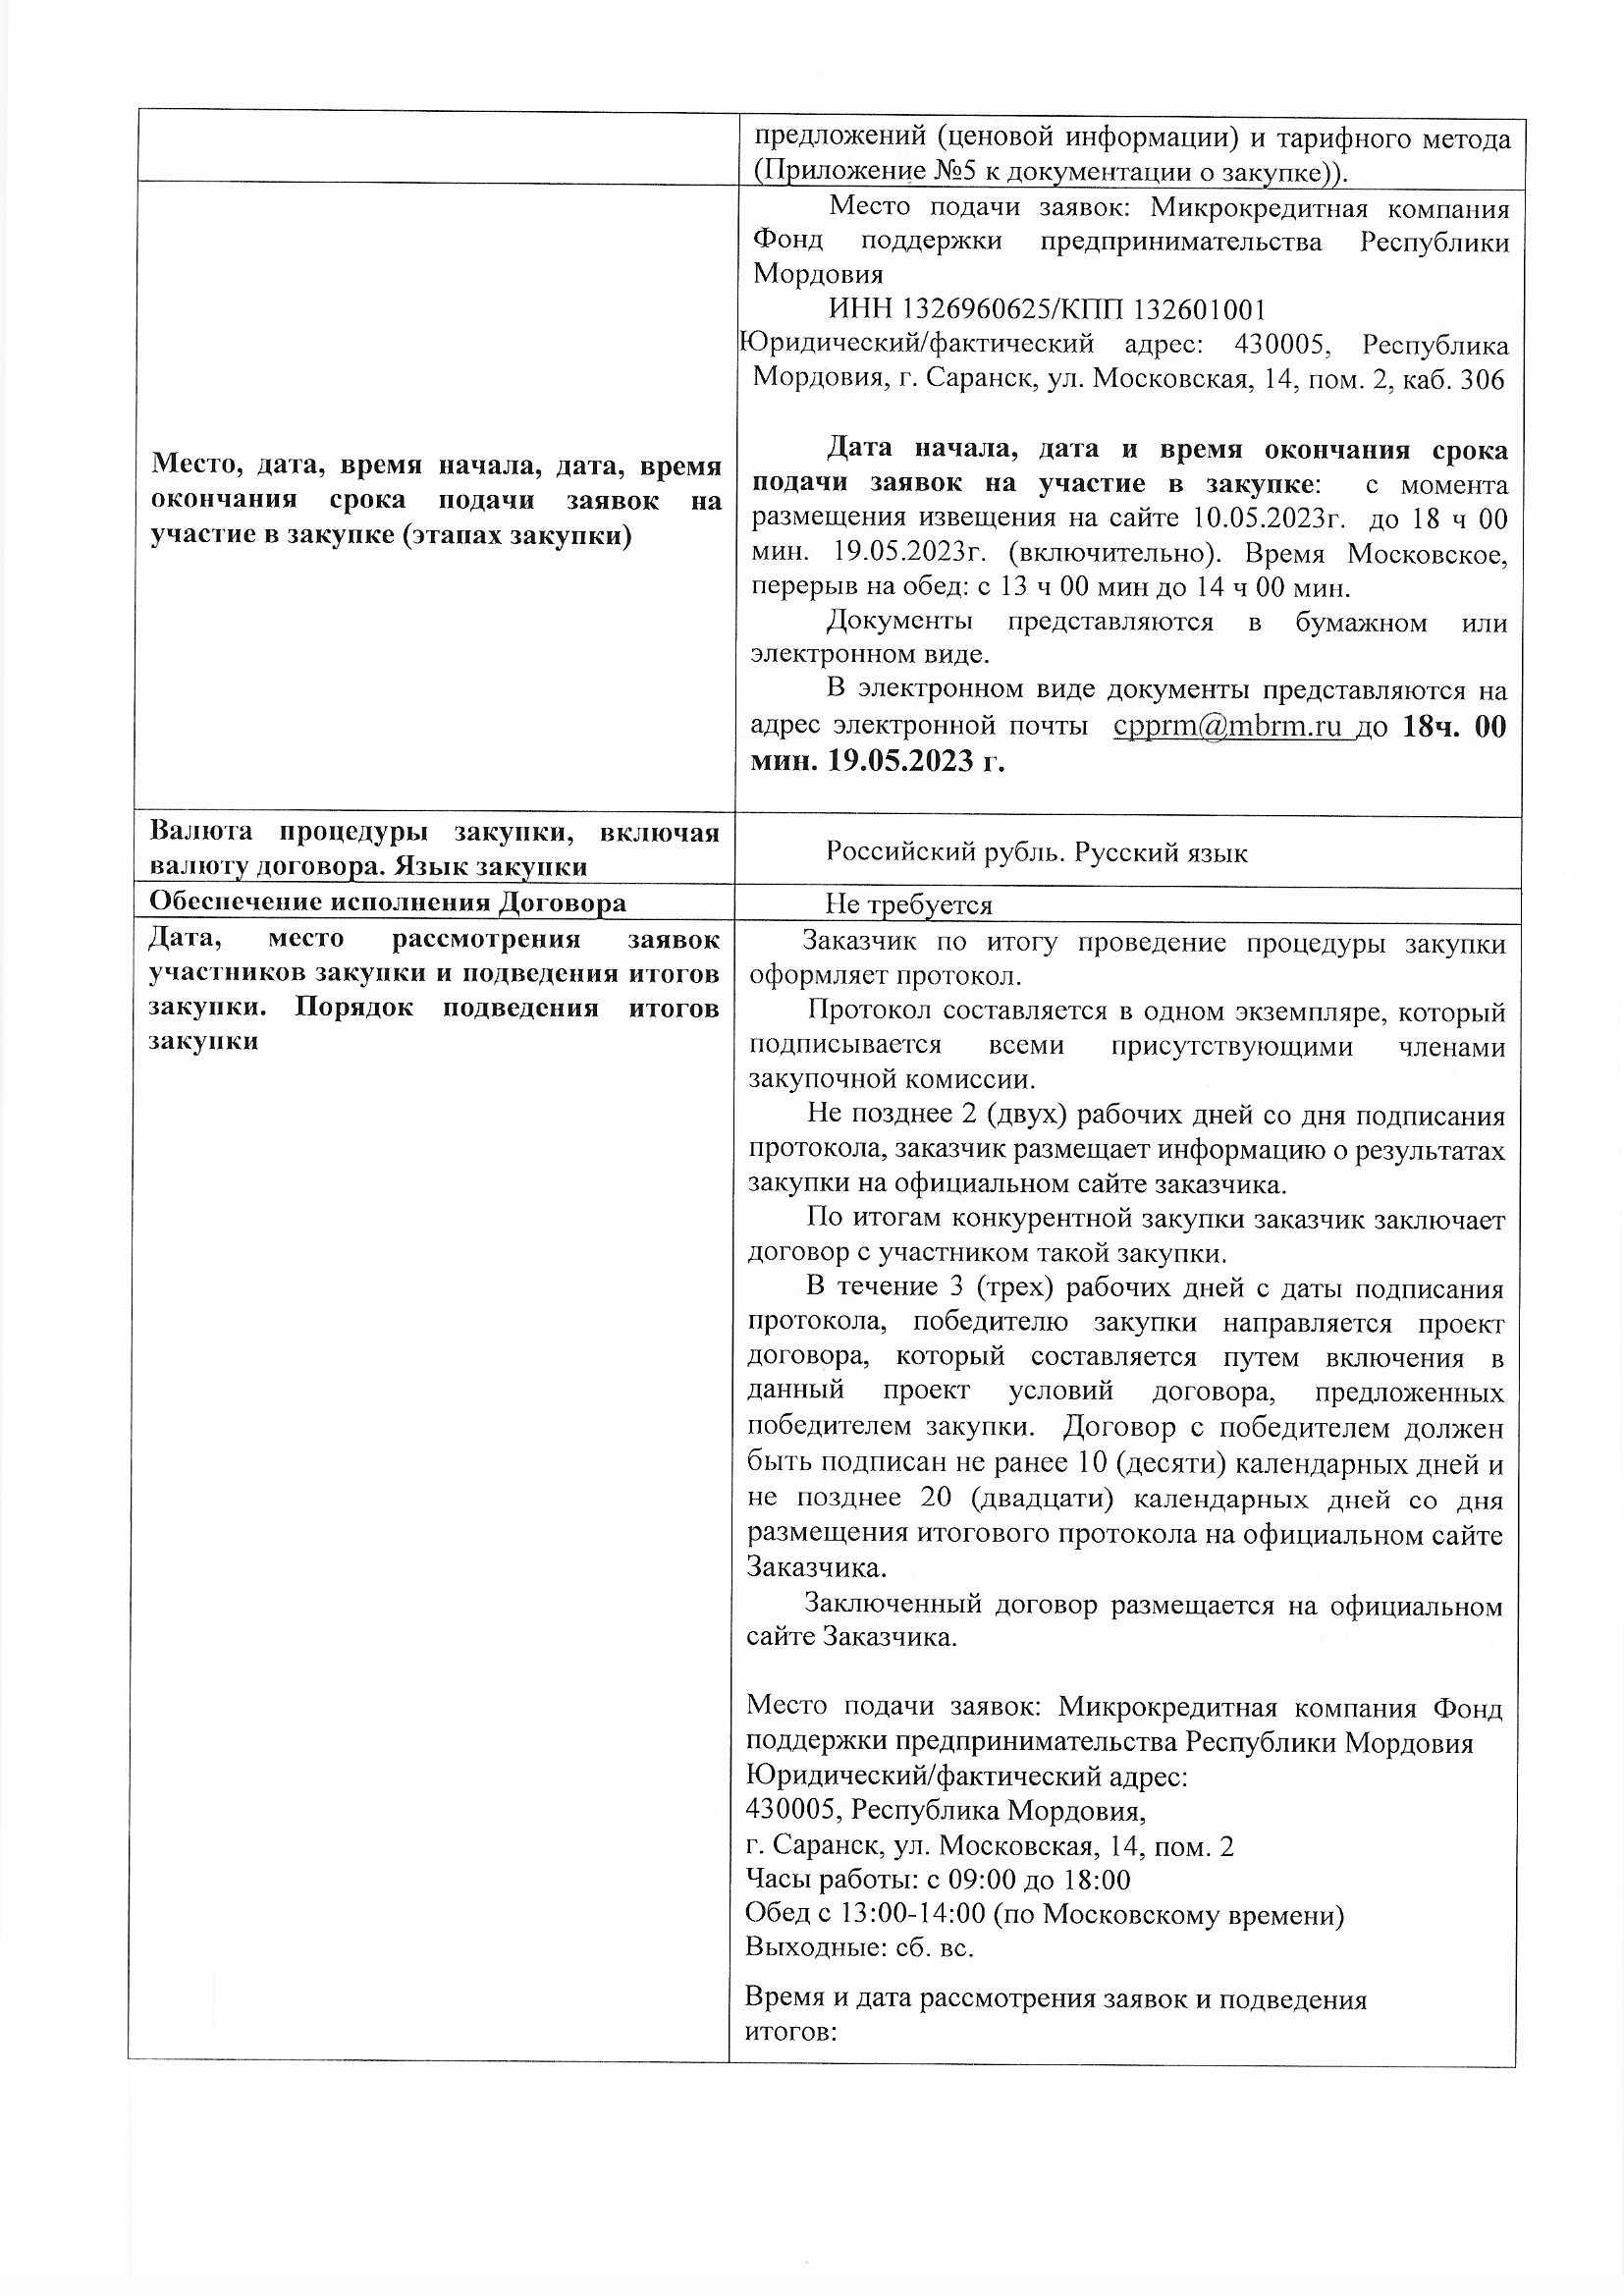 предложений (ценовой информации) и тарифного метода
(Приложение №5 к документации о закупке)).
Место, дата, время начала, дата, время
окончания срока подачи заявок на
участие в закупке (этапах закупки)
Место подачи заявок: Микрокредитная компания
Фонд поддержки предпринимательства Республики
Мордовия
ИНН 1326960625/КПП 132601001
Юридический/фактический адрес: 430005, Республика
Мордовия, г. Саранск, ул. Московская, 14, пом. 2, каб. 306
Дата начала, дата и время окончания срока
подачи заявок на участие в закупке: с момента
размещения извещения на сайте 10.05.2023г. до 18 ч 00
мин. 19.05.2023г. (включительно). Время Московское,
перерыв на обед: с 13 ч 00 мин до 14 ч 00 мин.
Документы представляются в бумажном или
электронном виде.
В электронном виде документы представляются на
адрес электронной почты cpprm@mbrm.ru до 18ч. 00
мин. 19.05.2023 г.
Валюта процедуры закупки, включая
валюту договора. Язык закупки
Российский рубль. Русский язык
Обеспечение исполнения Договора
Не требуется
Дата, место рассмотрения заявок
участников закупки и подведения итогов
закупки. Порядок подведения итогов
закупки
Заказчик по итогу проведение процедуры закупки
оформляет протокол.
Протокол составляется в одном экземпляре, который
подписывается всеми присутствующими членами
закупочной комиссии.
Не позднее 2 (двух) рабочих дней со дня подписания
протокола, заказчик размещает информацию о результатах
закупки на официальном сайте заказчика.
По итогам конкурентной закупки заказчик заключает
договор с участником такой закупки.
В течение 3 (трех) рабочих дней с даты подписания
протокола, победителю закупки направляется проект
договора, который составляется путем включения в
данный проект условий договора, предложенных
победителем закупки. Договор с победителем должен
быть подписан не ранее 10 (десяти) календарных дней и
не позднее 20 (двадцати) календарных дней со дня
размещения итогового протокола на официальном сайте
Заказчика.
Заключенный договор размещается на официальном
сайте Заказчика.
Место подачи заявок: Микрокредитная компания Фонд
поддержки предпринимательства Республики Мордовия
Юридический/фактический адрес:
430005, Республика Мордовия,
г. Саранск, ул. Московская, 14, пом. 2
Часы работы: с 09:00 до 18:00
Обед с 13:00-14:00 (по Московскому времени)
Выходные: сб. вс.
Время и дата рассмотрения заявок и подведения
итогов: